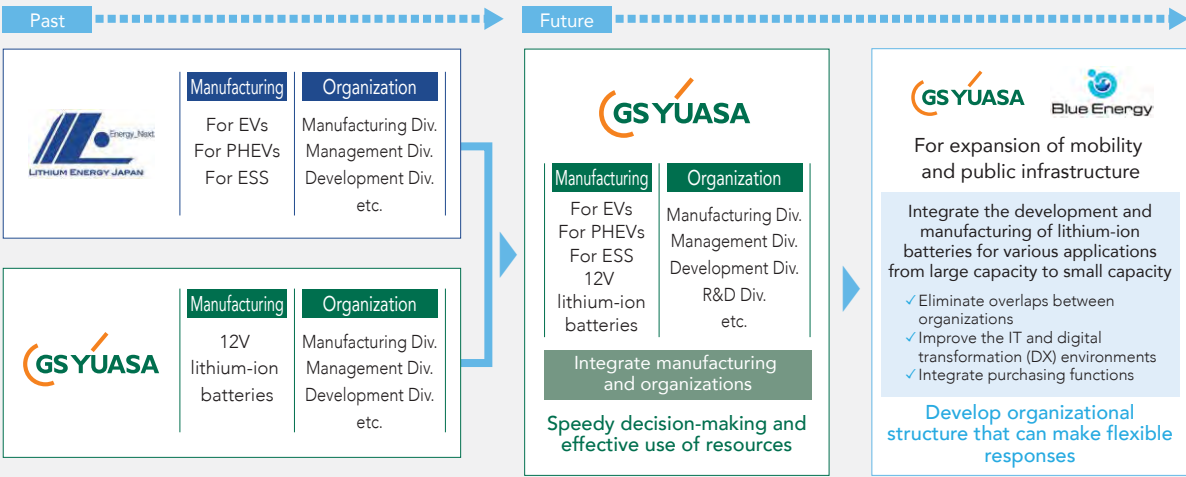 Past
Future
Energy_Next
LITHIUM ENERGY JAPAN
Manufacturing
For EVs
For PHEVs
For ESS
Organization
Manufacturing Div.
Management Div.
Development Div.
etc.
GS YUASA
Manufacturing
12V
lithium-ion
batteries
Organization
Manufacturing Div.
Management Div.
Development Div.
etc.
GS YUASA
Manufacturing
For EVs
For PHEVs
For ESS
12V
lithium-ion
batteries
Organization
Manufacturing Div.
Management Div.
Development Div.
R&D Div.
etc.
Integrate manufacturing
and organizations
Speedy decision-making and
effective use of resources
GS YUASA
Blue Energy
For expansion of mobility
and public infrastructure
Integrate the development and
manufacturing of lithium-ion
batteries for various applications
from large capacity to small capacity
✓Eliminate overlaps between
organizations
✓Improve the IT and digital
transformation (DX) environments
✓Integrate purchasing functions
Develop organizational
structure that can make flexible
responses